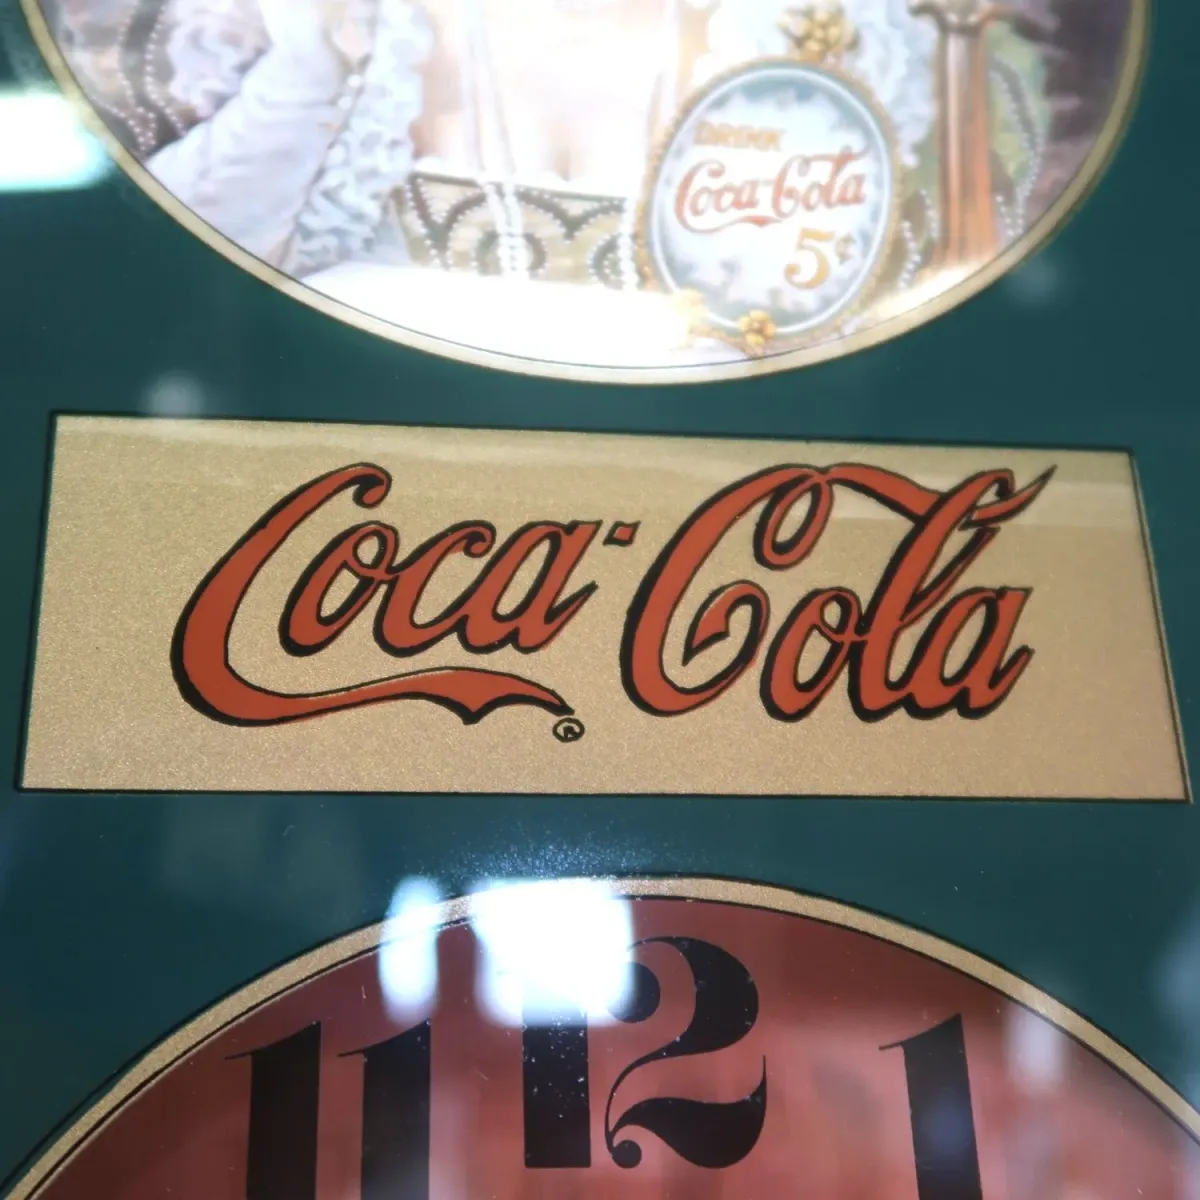 DRINK
Coca-Cola
5¢
Coca-Cola
®
11 12 1